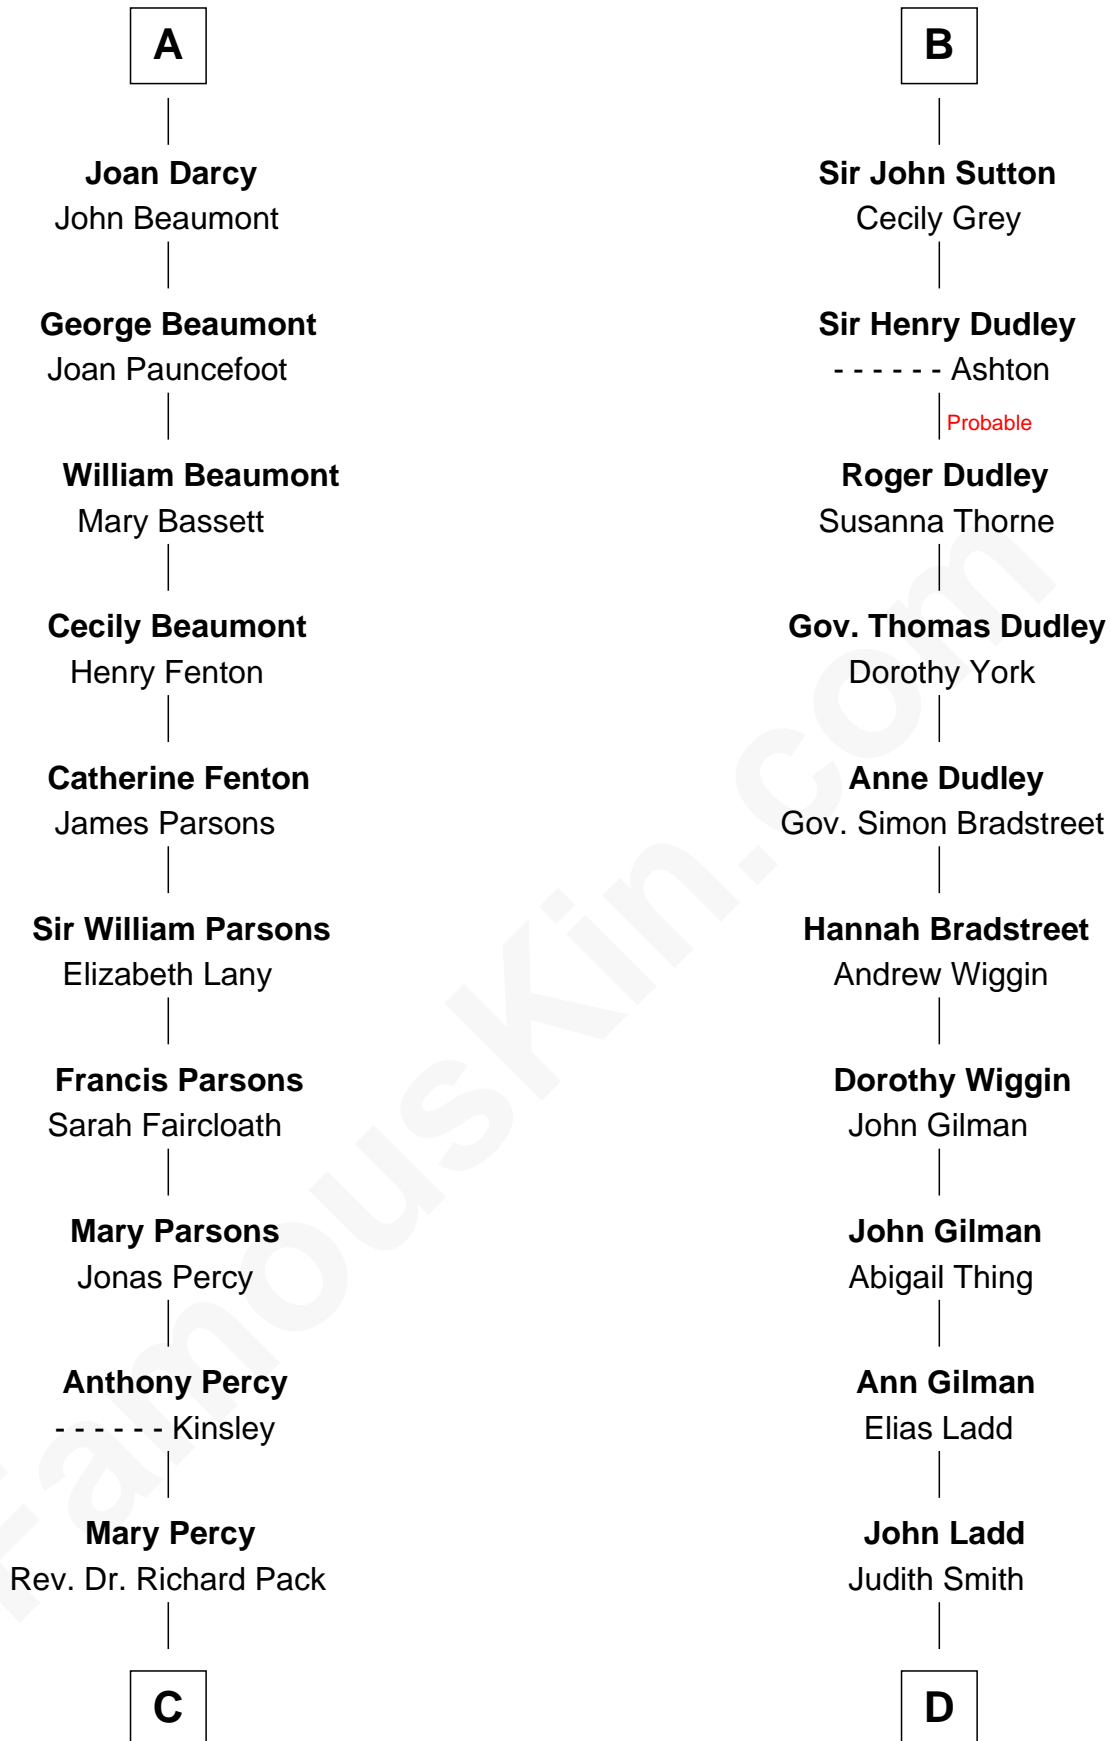 A
Joan Darcy
John Beaumont
George Beaumont
Joan Pauncefoot
William Beaumont
Mary Bassett
Cecily Beaumont
Henry Fenton
Catherine Fenton
James Parsons
Sir William Parsons
Elizabeth Lany
Francis Parsons
Sarah Faircloath
Mary Parsons
Jonas Percy
Anthony Percy
- - - - - - Kinsley
Mary Percy
Rev. Dr. Richard Pack
C
B
Sir John Sutton
Cecily Grey
Sir Henry Dudley
- - - - - - Ashton
Probable
Roger Dudley
Susanna Thorne
Gov. Thomas Dudley
Dorothy York
Anne Dudley
Gov. Simon Bradstreet
Hannah Bradstreet
Andrew Wiggin
Dorothy Wiggin
John Gilman
John Gilman
Abigail Thing
Ann Gilman
Elias Ladd
John Ladd
Judith Smith
D
FamousKin.com